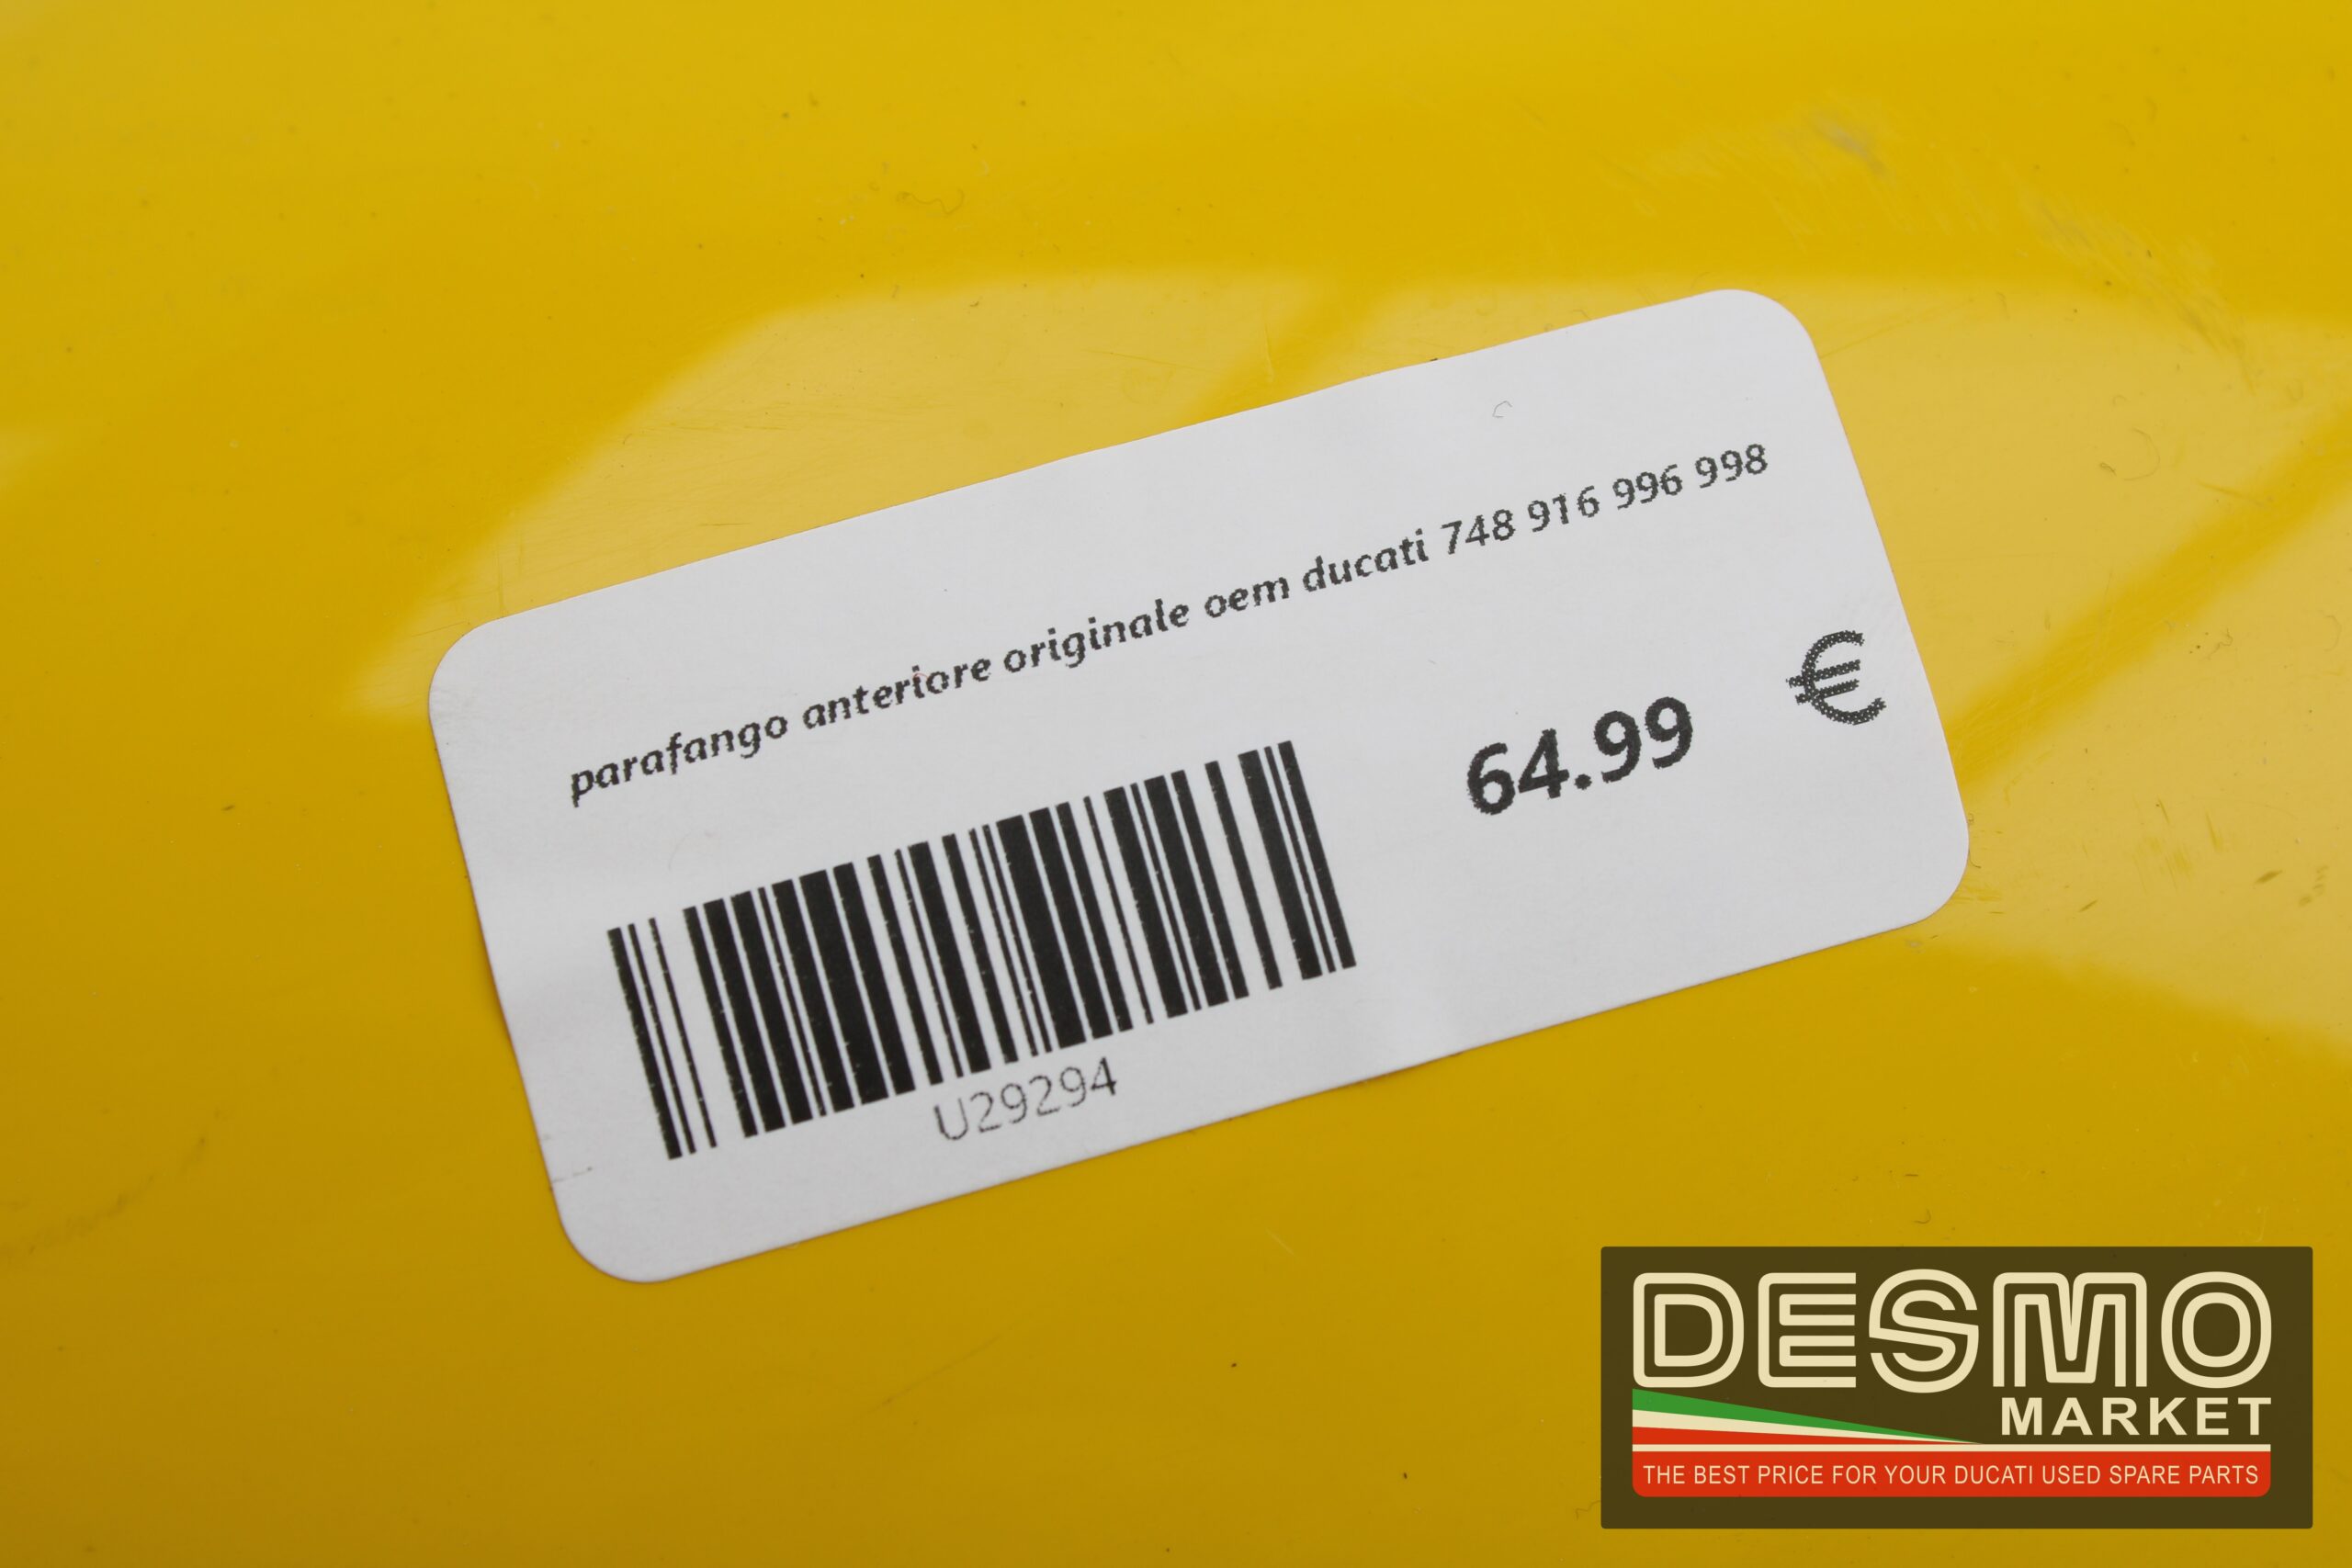 parafango anteriore originale oem ducati 748 916 996 998
64.99 €
U29294
DESMO
MARKET
THE BEST PRICE FOR YOUR DUCATI USED SPARE PARTS